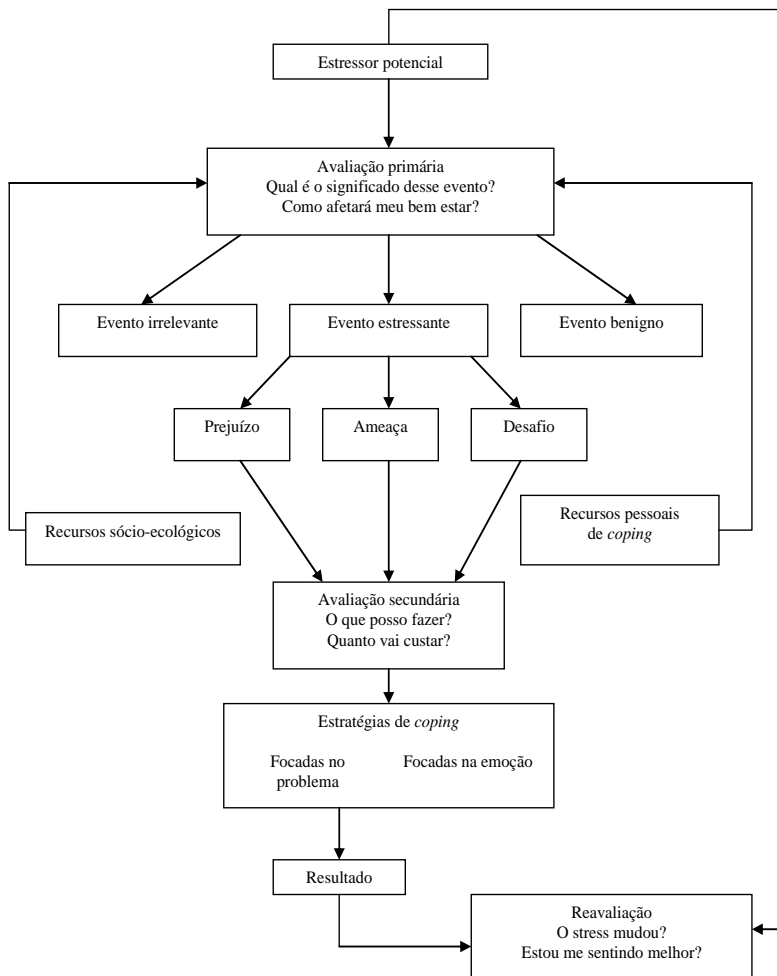 Estressor potencial
Avaliação primária
Qual é o significado desse evento?
Como afetará meu bem estar?
Evento irrelevante
Evento estressante
Evento benigno
Prejuízo
Ameaça
Desafio
Recursos sócio-ecológicos
Recursos pessoais
de coping
Avaliação secundária
O que posso fazer?
Quanto vai custar?
Estratégias de coping
Focadas no
problema
Focadas na emoção
Resultado
Reavaliação
O stress mudou?
Estou me sentindo melhor?